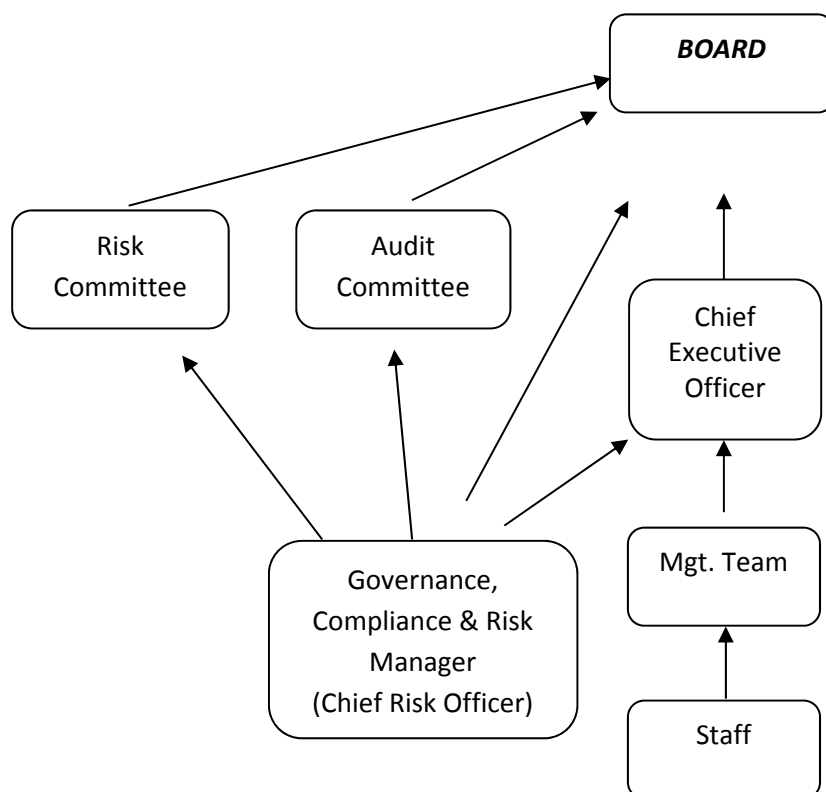 BOARD
Risk
Committee
Audit
Committee
Chief
Executive
Officer
Governance,
Compliance & Risk
Manager
(Chief Risk Officer)
Mgt. Team
Staff